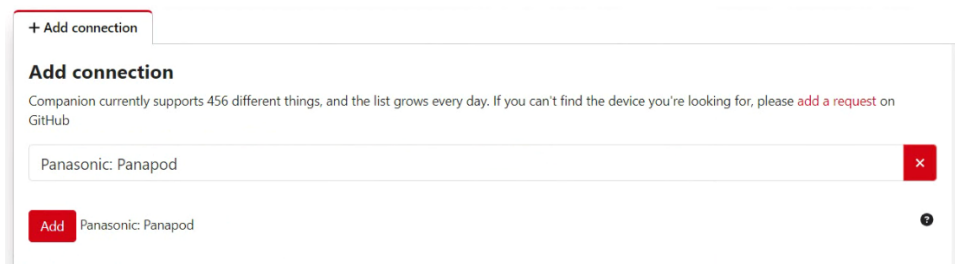 + Add connection
Add connection
Companion currently supports 456 different things, and the list grows every day. If you can't find the device you're looking for, please add a request on
GitHub
Panasonic: Panapod
×
Add Panasonic: Panapod ?